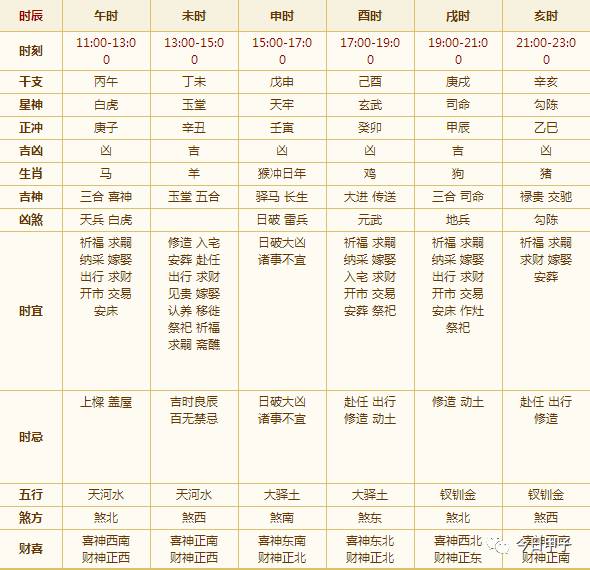 时辰 午时 未时 申时 酉时 戌时 亥时
时刻 11:00-13:00 13:00-15:00 15:00-17:00 17:00-19:00 19:00-21:00 21:00-23:00
干支 丙午 丁未 戊申 己酉 庚戌 辛亥
星神 白虎 玉堂 天牢 玄武 司命 勾陈
正冲 庚子 辛丑 壬寅 癸卯 甲辰 乙巳
吉凶 凶 吉 凶 凶 吉 凶
生肖 马 羊 猴冲日年 鸡 狗 猪
吉神 三合 喜神 玉堂 五合 驿马 长生 大进 传送 三合 司命 禄贵 交驰
凶煞 天兵 白虎 日破 雷兵 元武 地兵 勾陈
时宜
祈福 求嗣
纳采 嫁娶
出行 求财
开市 交易
安床
修造 入宅
安葬 赴任
出行 求财
见贵 嫁娶
认养 移徙
祭祀 祈福
求嗣 斋醮
日破大凶
诸事不宜
祈福 求嗣
纳采 嫁娶
入宅 求财
开市 交易
安葬 祭祀
祈福 求嗣
纳采 嫁娶
出行 求财
开市 交易
安床 作灶
祭祀
祈福 求嗣
求财 嫁娶
安葬
时忌
上樑 盖屋
吉时良辰
百无禁忌
日破大凶
诸事不宜
赴任 出行
修造 动土
修造 动土
赴任 出行
修造
五行 天河水 天河水 大驿土 大驿土 钗钏金 钗钏金
煞方 煞北 煞西 煞南 煞东 煞北 煞西
财喜
喜神西南 喜神正南 喜神东南 喜神东北 喜神西北
财神正西 财神正西 财神正北 财神正北 财神正东 财神正南
今日甲子